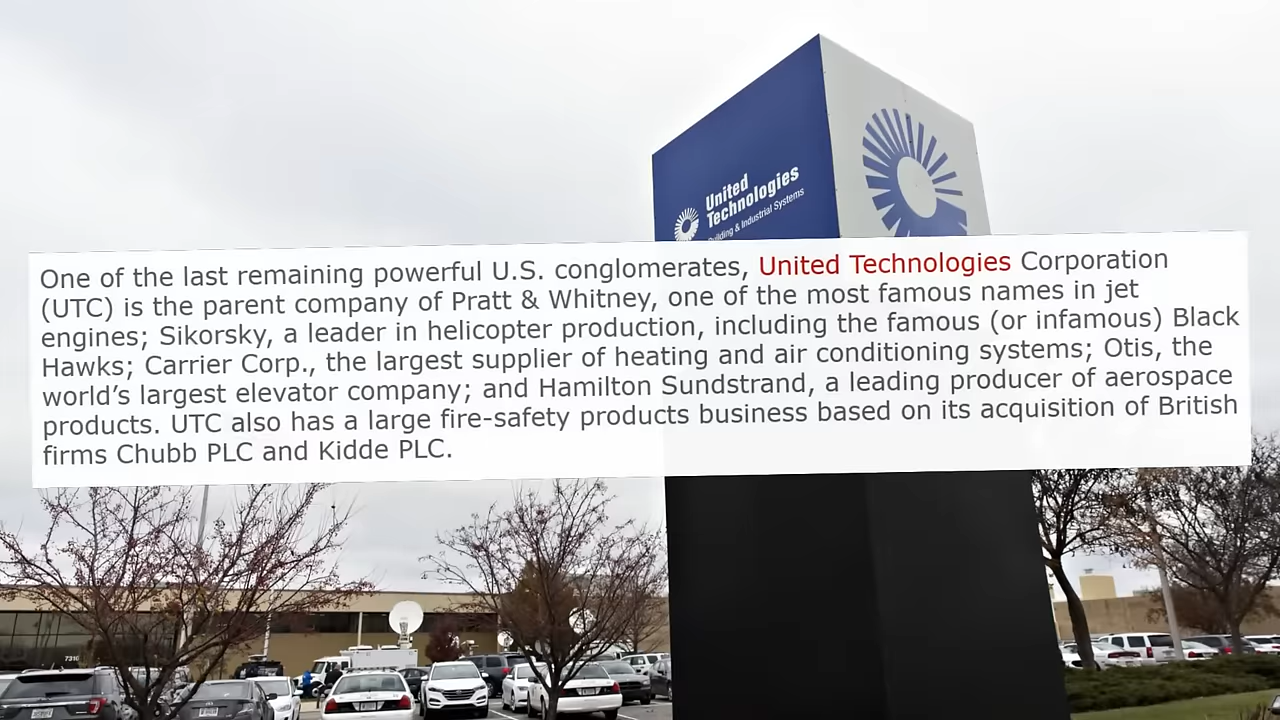 United
Technologies
Building & Industrial Systems
One of the last remaining powerful U.S. conglomerates, United Technologies Corporation
(UTC) is the parent company of Pratt & Whitney, one of the most famous names in jet
engines; Sikorsky, a leader in helicopter production, including the famous (or infamous) Black
Hawks; Carrier Corp., the largest supplier of heating and air conditioning systems; Otis, the
world’s largest elevator company; and Hamilton Sundstrand, a leading producer of aerospace
products. UTC also has a large fire-safety products business based on its acquisition of British
firms Chubb PLC and Kidde PLC.